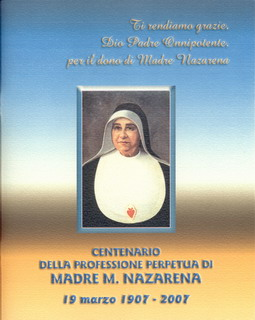 Ti rendiamo grazie,
Dio Padre Onnipotente,
per il dono di Madre Nazarena
CENTENARIO
DELLA PROFESSIONE PERPETUA DI
MADRE M. NAZARENA
19 marzo 1907 - 2007